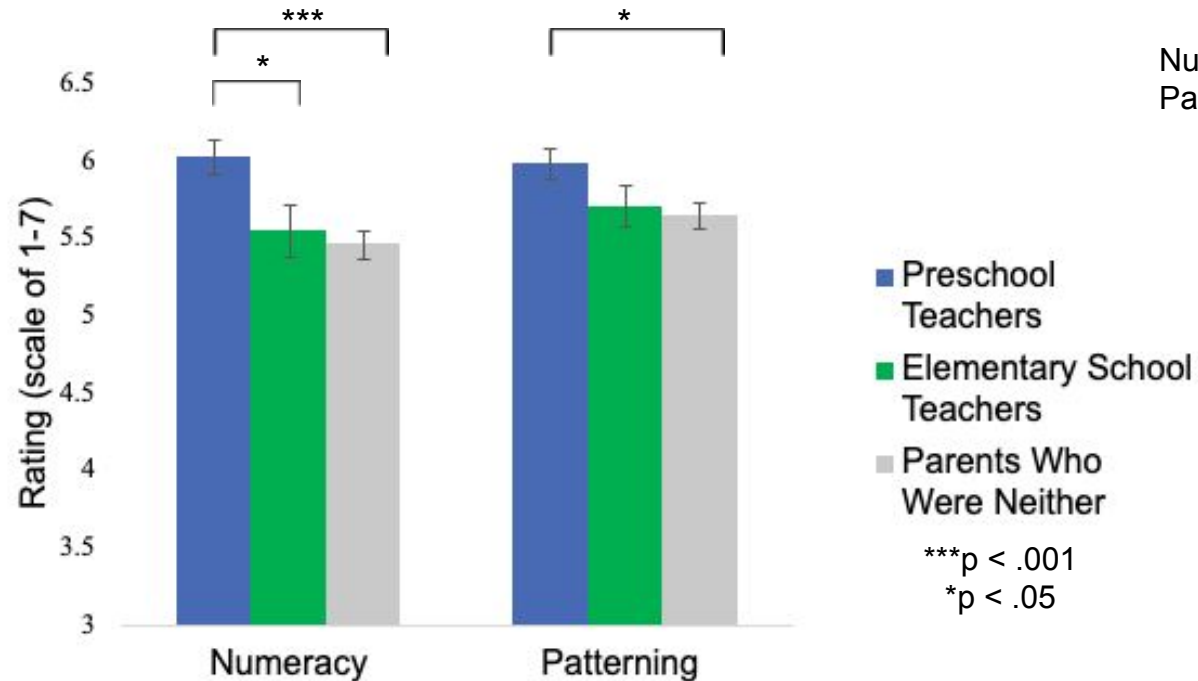 ***
*
*
Nu
Pa
6.5
6
5.5
5
4.5
4
3.5
3
Rating (scale of 1-7)
Numeracy
Patterning
Preschool
Teachers
Elementary School
Teachers
Parents Who
Were Neither
***p < .001
*p < .05